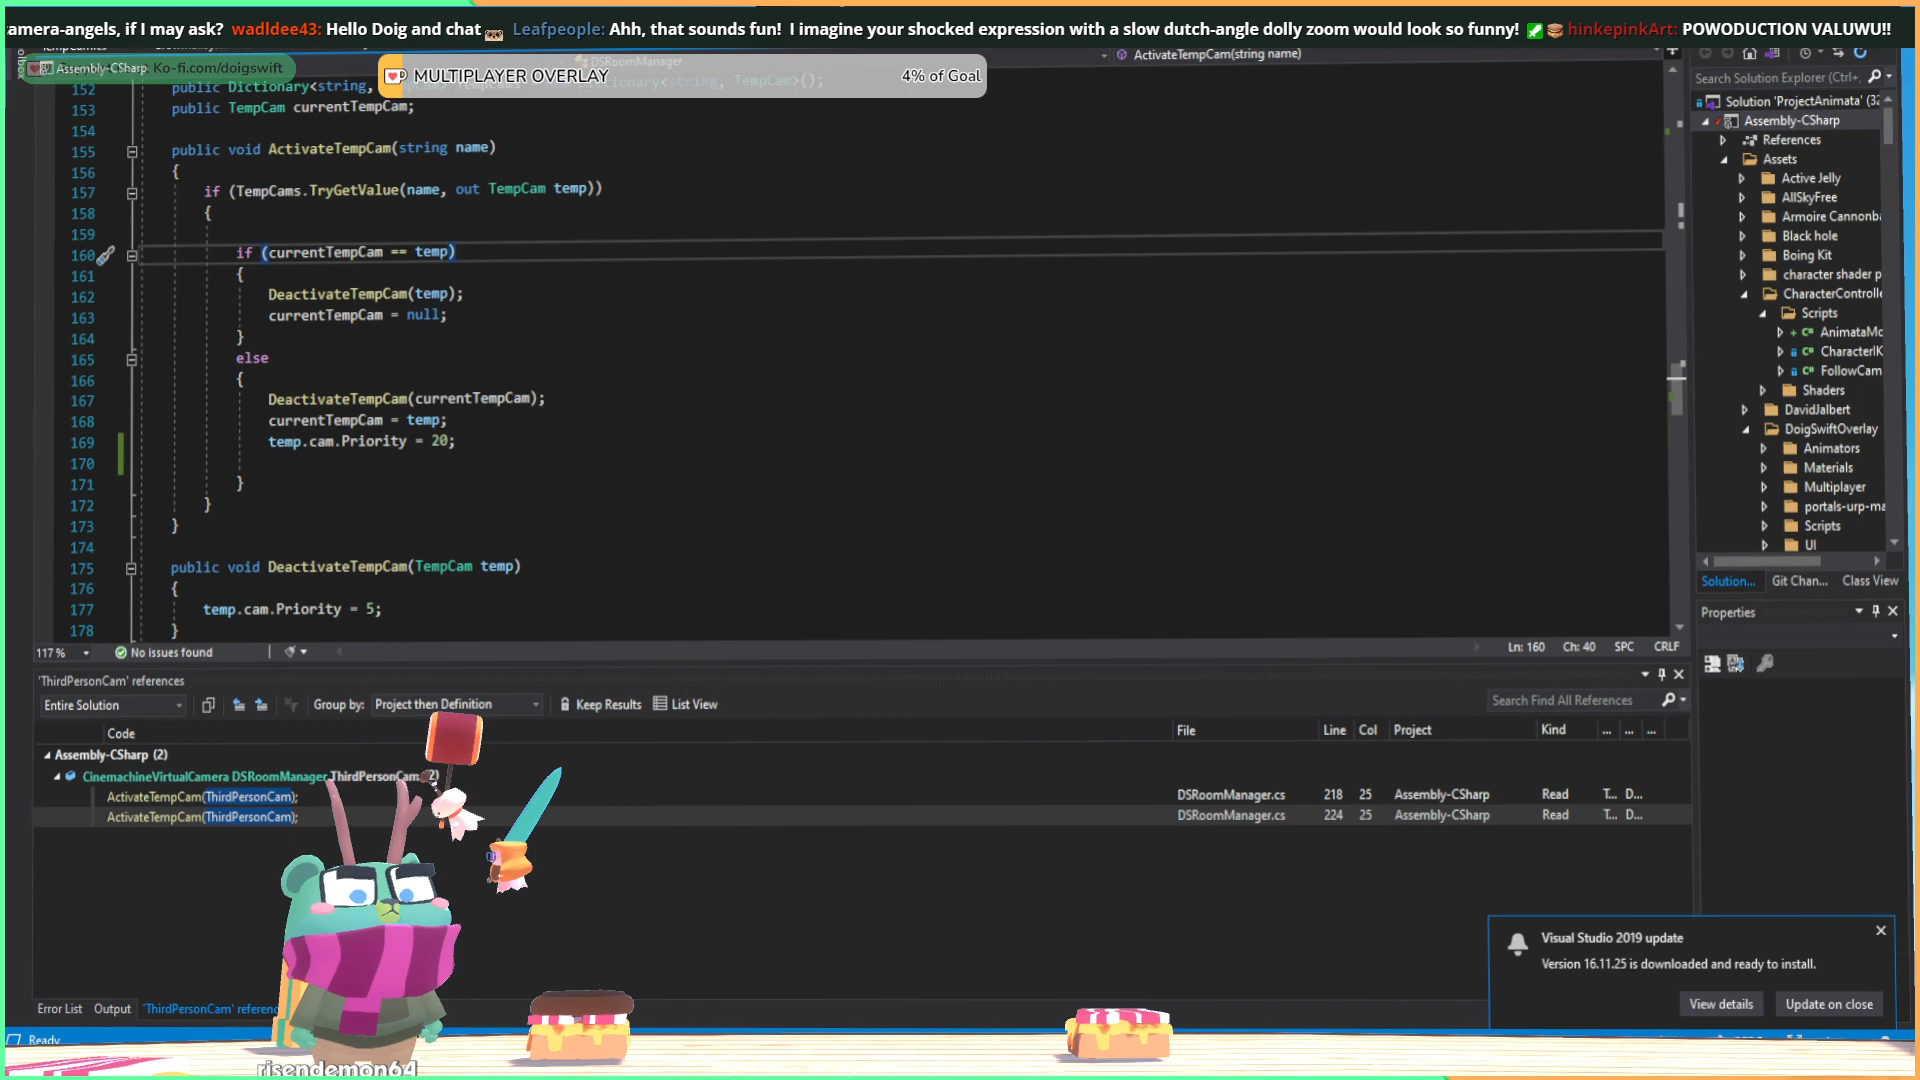 amera-angels, if I may ask? wadldee43: Hello Doig and chat Leafpeople: Ahh, that sounds fun! I imagine your shocked expression with a slow dutch-angle dolly zoom would look so funny! hinkepinkArt: POWODUCTION VALUWU!!
Assembly-CSharp Ko-fi.com/doigswift
MULTIPLAYER OVERLAY 4% of Goal
DSRoomManager
ActivateTempCam(string name)
152 public Dictionary<string, TempCam>();
153 public TempCam currentTempCam;
154
155 public void ActivateTempCam(string name)
156 {
157 if (TempCams.TryGetValue(name, out TempCam temp))
158 {
159
160 if (currentTempCam == temp)
161 {
162 DeactivateTempCam(temp);
163 currentTempCam = null;
164 }
165 else
166 {
167 DeactivateTempCam(currentTempCam);
168 currentTempCam = temp;
169 temp.cam.Priority = 20;
170
171 }
172 }
173 }
174
175 public void DeactivateTempCam(TempCam temp)
176 {
177 temp.cam.Priority = 5;
178 }
117 % No issues found Ln: 160 Ch: 40 SPC CRLF
Search Solution Explorer (Ctrl+;
Solution 'ProjectAnimata' (32
Assembly-CSharp
References
Assets
Active Jelly
AllSkyFree
Armoire Cannonba
Black hole
Boing Kit
character shader p
CharacterControlle
Scripts
AnimataMo
CharacterIK
FollowCam
Shaders
DavidJalbert
DoigSwiftOverlay
Animators
Materials
Multiplayer
portals-urp-ma
Scripts
UI
Solution... Git Chan... Class View
Properties
'ThirdPersonCam' references
Entire Solution Group by: Project then Definition Keep Results List View Search Find All References
Code File Line Col Project Kind ... ... ...
Assembly-CSharp (2)
CinemachineVirtualCamera DSRoomManager.ThirdPersonCam (2)
ActivateTempCam(ThirdPersonCam); DSRoomManager.cs 218 25 Assembly-CSharp Read T... D...
ActivateTempCam(ThirdPersonCam); DSRoomManager.cs 224 25 Assembly-CSharp Read T... D...
Visual Studio 2019 update
Version 16.11.25 is downloaded and ready to install.
View details Update on close
Error List Output 'ThirdPersonCam' referenc
Ready
risendemon64